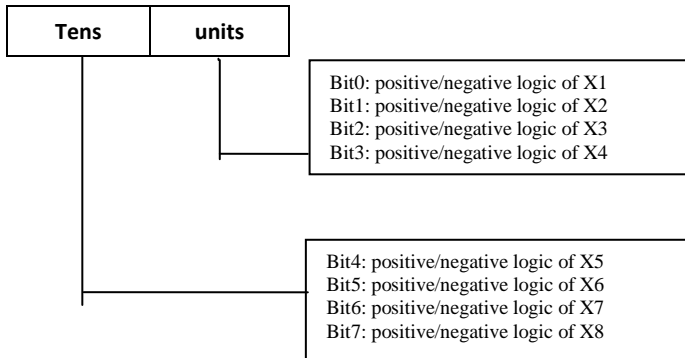 Tens units
Bit0: positive/negative logic of X1
Bit1: positive/negative logic of X2
Bit2: positive/negative logic of X3
Bit3: positive/negative logic of X4
Bit4: positive/negative logic of X5
Bit5: positive/negative logic of X6
Bit6: positive/negative logic of X7
Bit7: positive/negative logic of X8